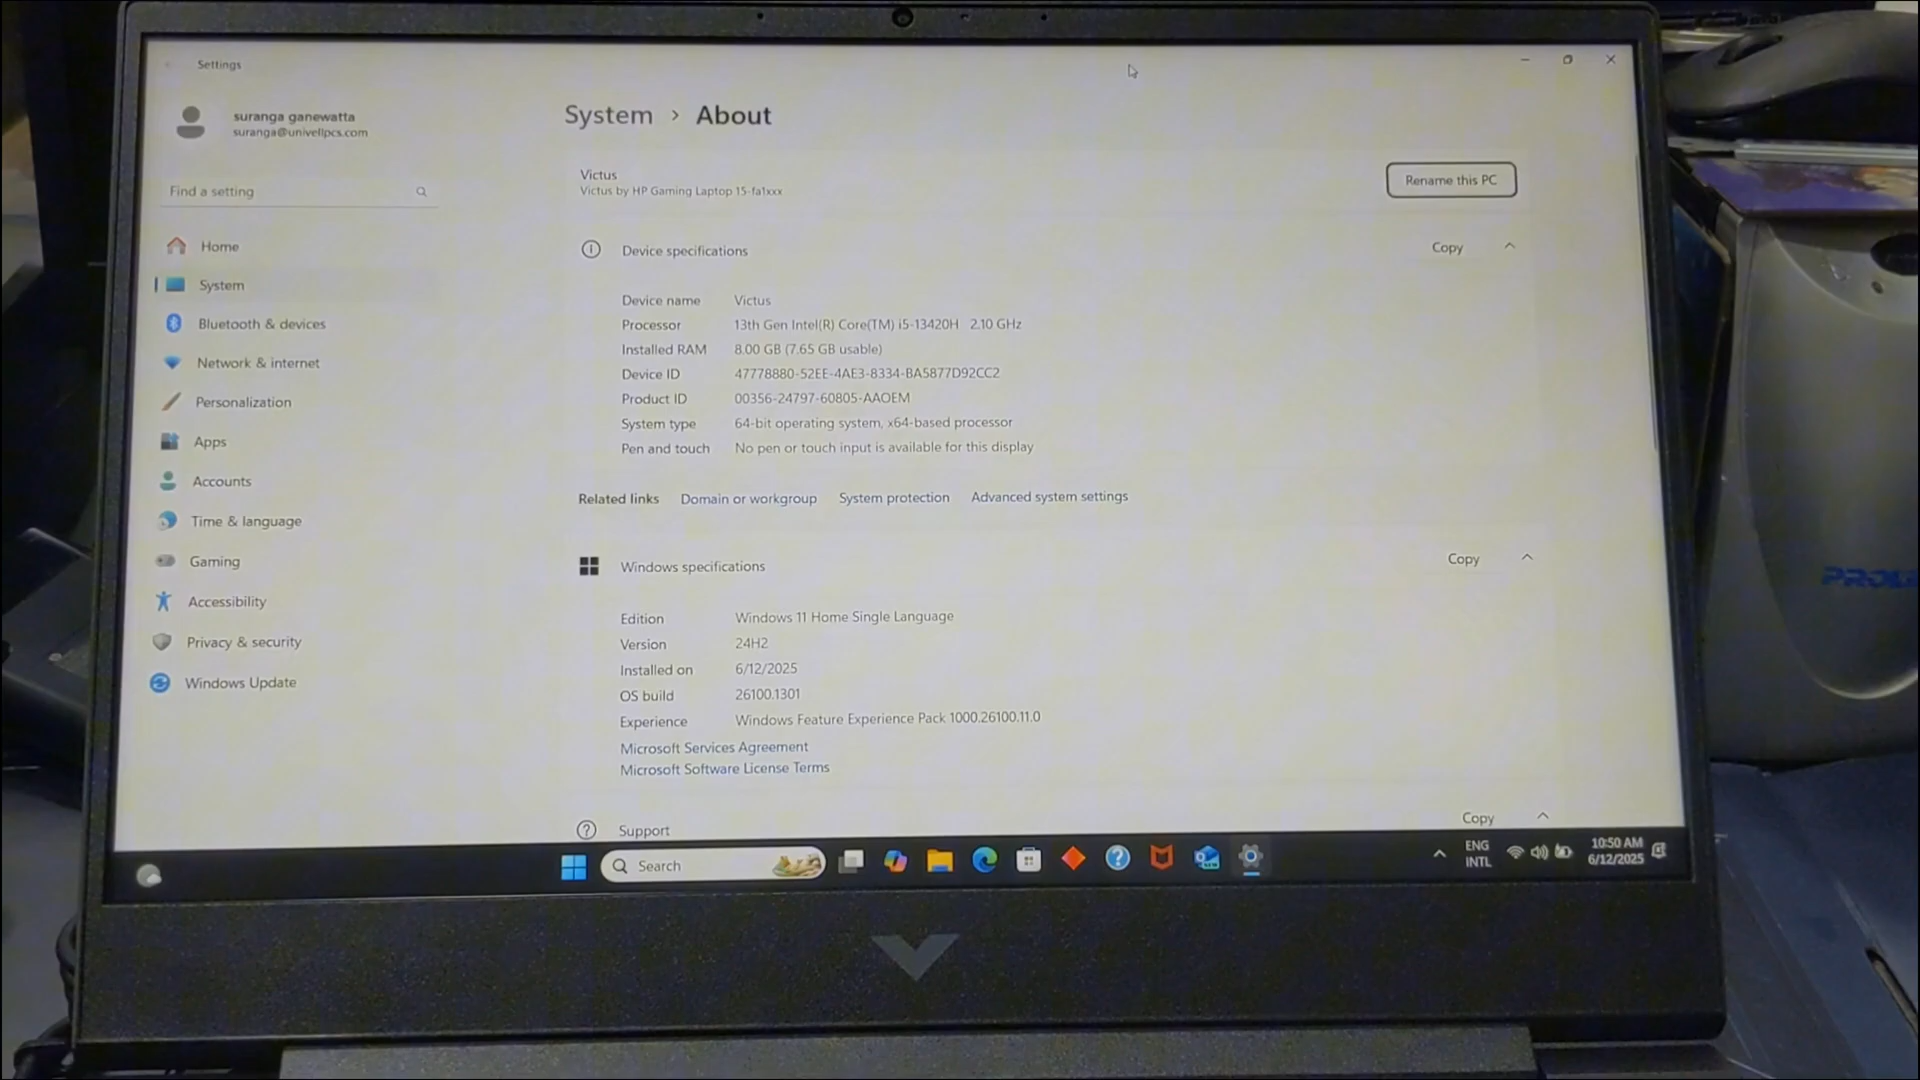 Settings
suranga ganewatta
suranga@univellpcs.com
Find a setting
Home
System
Bluetooth & devices
Network & internet
Personalization
Apps
Accounts
Time & language
Gaming
Accessibility
Privacy & security
Windows Update
System > About
Victus
Victus by HP Gaming Laptop 15-fa1xxx
Rename this PC
Device specifications
Copy
Device name Victus
Processor 13th Gen Intel(R) Core(TM) i5-13420H 2.10 GHz
Installed RAM 8.00 GB (7.65 GB usable)
Device ID 47778880-52EE-4AE3-8334-BA5877D92CC2
Product ID 00356-24797-60805-AAOEM
System type 64-bit operating system, x64-based processor
Pen and touch No pen or touch input is available for this display
Related links Domain or workgroup System protection Advanced system settings
Windows specifications
Copy
Edition Windows 11 Home Single Language
Version 24H2
Installed on 6/12/2025
OS build 26100.1301
Experience Windows Feature Experience Pack 1000.26100.11.0
Microsoft Services Agreement
Microsoft Software License Terms
Support
Copy
Search
ENG
INTL
10:50 AM
6/12/2025